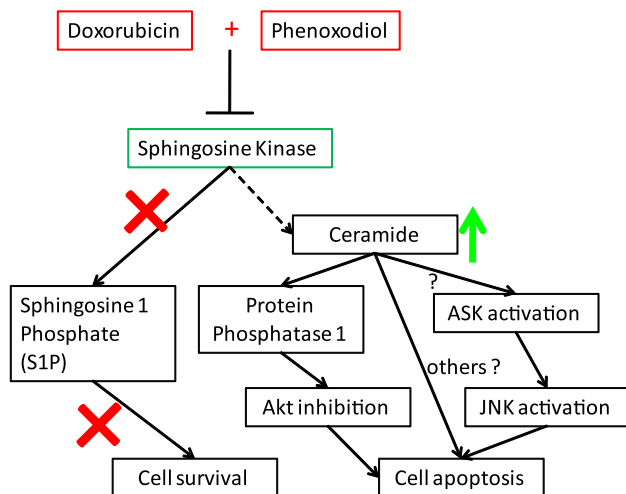 Doxorubicin + Phenoxodiol
Sphingosine Kinase
Ceramide
?
Sphingosine 1
Phosphate
(S1P)
Protein
Phosphatase 1
ASK activation
others ?
Akt inhibition
JNK activation
Cell survival
Cell apoptosis